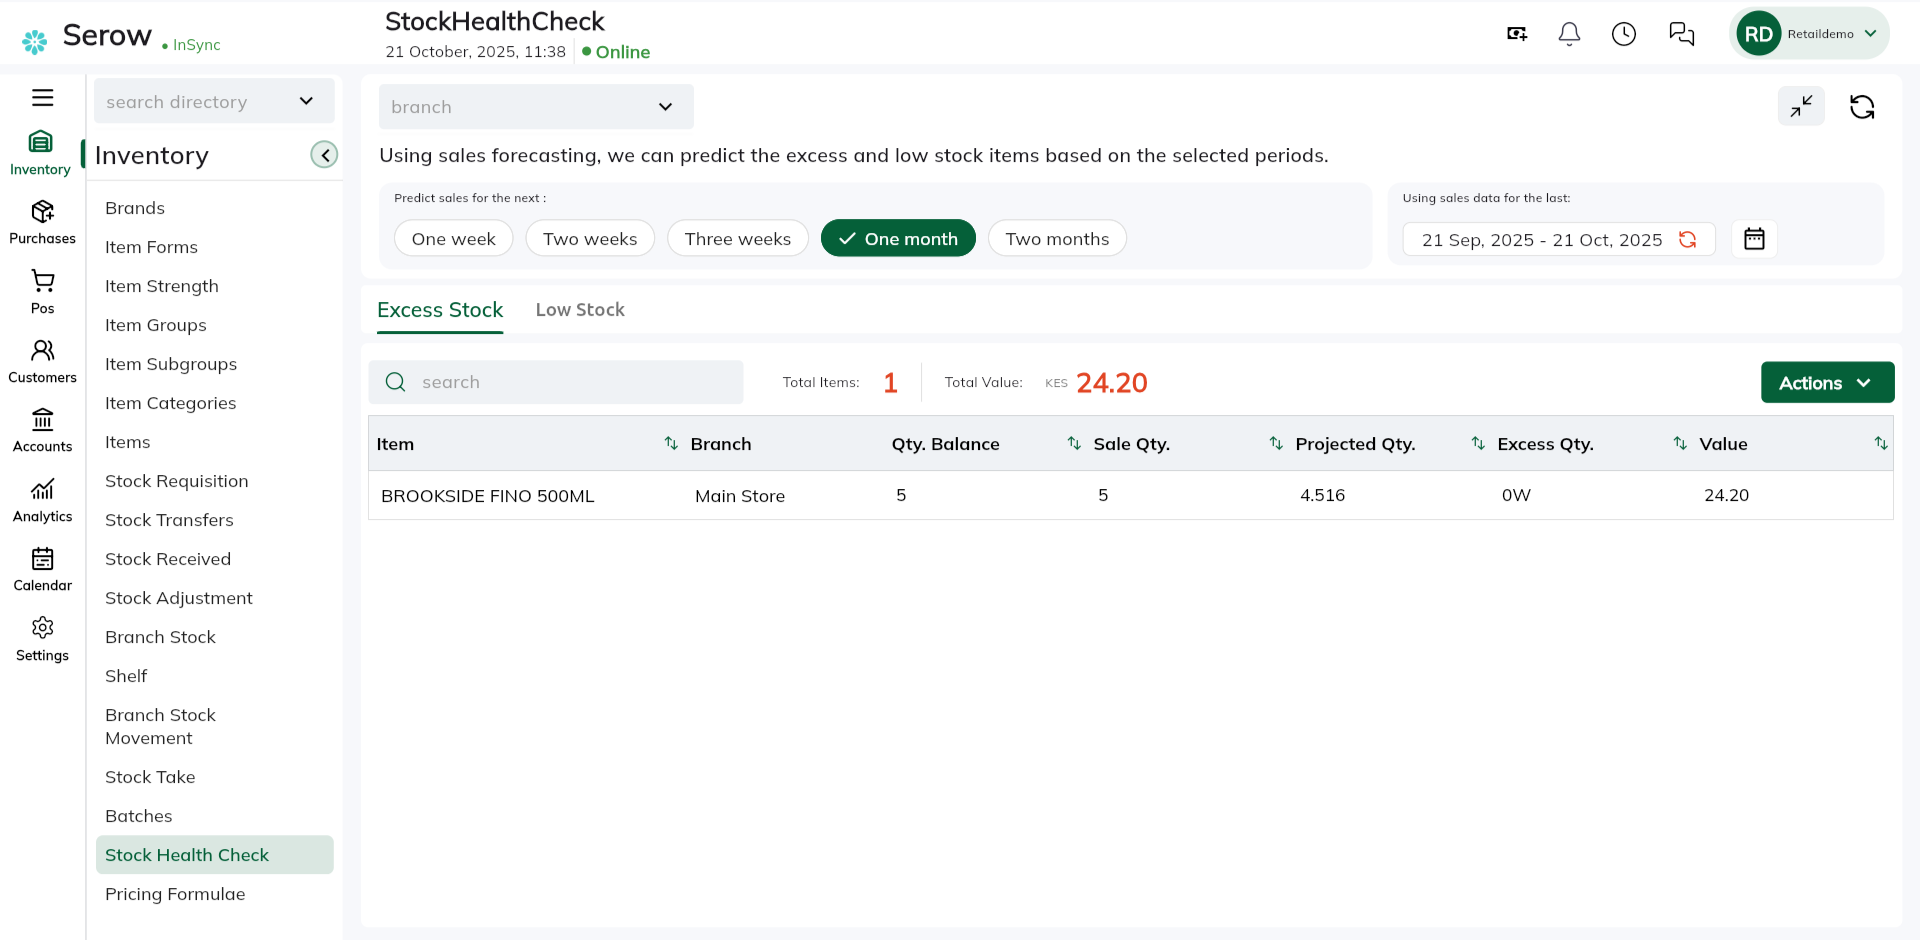 Serow
InSync
StockHealthCheck
21 October, 2025, 11:38
Online
RD
Retaildemo
search directory
Inventory
Inventory
Purchases
Pos
Customers
Accounts
Analytics
Calendar
Settings
Brands
Item Forms
Item Strength
Item Groups
Item Subgroups
Item Categories
Items
Stock Requisition
Stock Transfers
Stock Received
Stock Adjustment
Branch Stock
Shelf
Branch Stock
Movement
Stock Take
Batches
Stock Health Check
Pricing Formulae
branch
Using sales forecasting, we can predict the excess and low stock items based on the selected periods.
Predict sales for the next :
One week Two weeks Three weeks One month Two months
Using sales data for the last:
21 Sep, 2025 - 21 Oct, 2025
Excess Stock Low Stock
search
Total Items: 1
Total Value: KES 24.20
Actions
Item Branch Qty. Balance Sale Qty. Projected Qty. Excess Qty. Value
BROOKSIDE FINO 500ML Main Store 5 5 4.516 0W 24.20